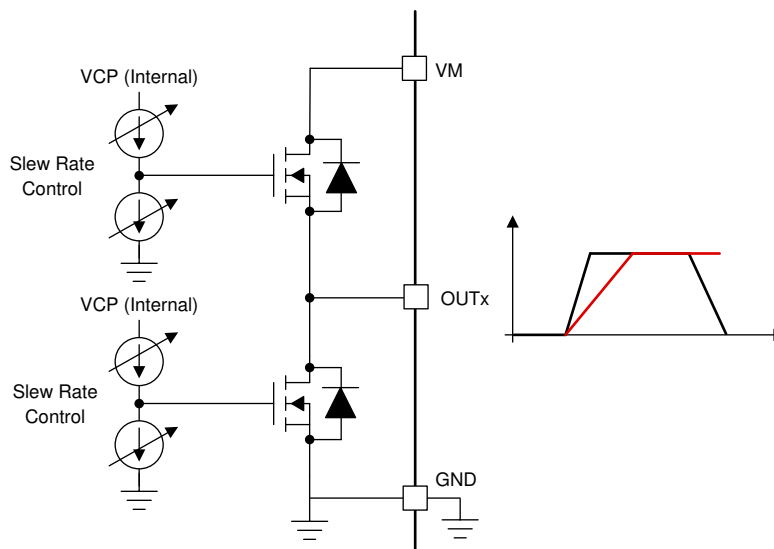 VM
VCP (Internal)
Slew Rate
Control
OUTx
VCP (Internal)
Slew Rate
Control
GND